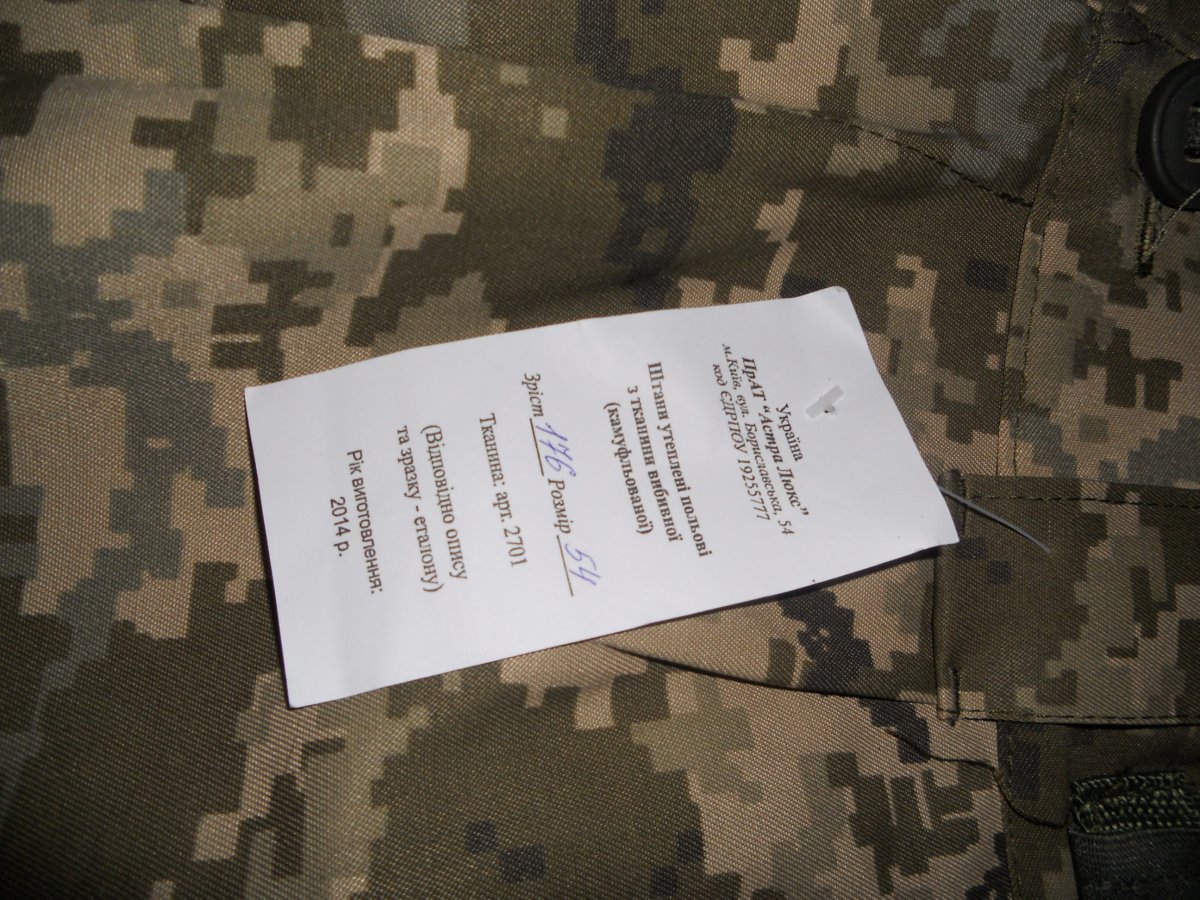 Україна
ПрАТ “Астра Люкс”
м.Київ, вул. Бориславська, 54
код ЄДРПОУ 19255777
Штани утеплені польові
з тканини вибивної
(камуфльованої)
Зріст 176 Розмір 54
Тканина: арт. 2701
(Відповідно опису
та зразку - еталону)
Рік виготовлення:
2014 р.